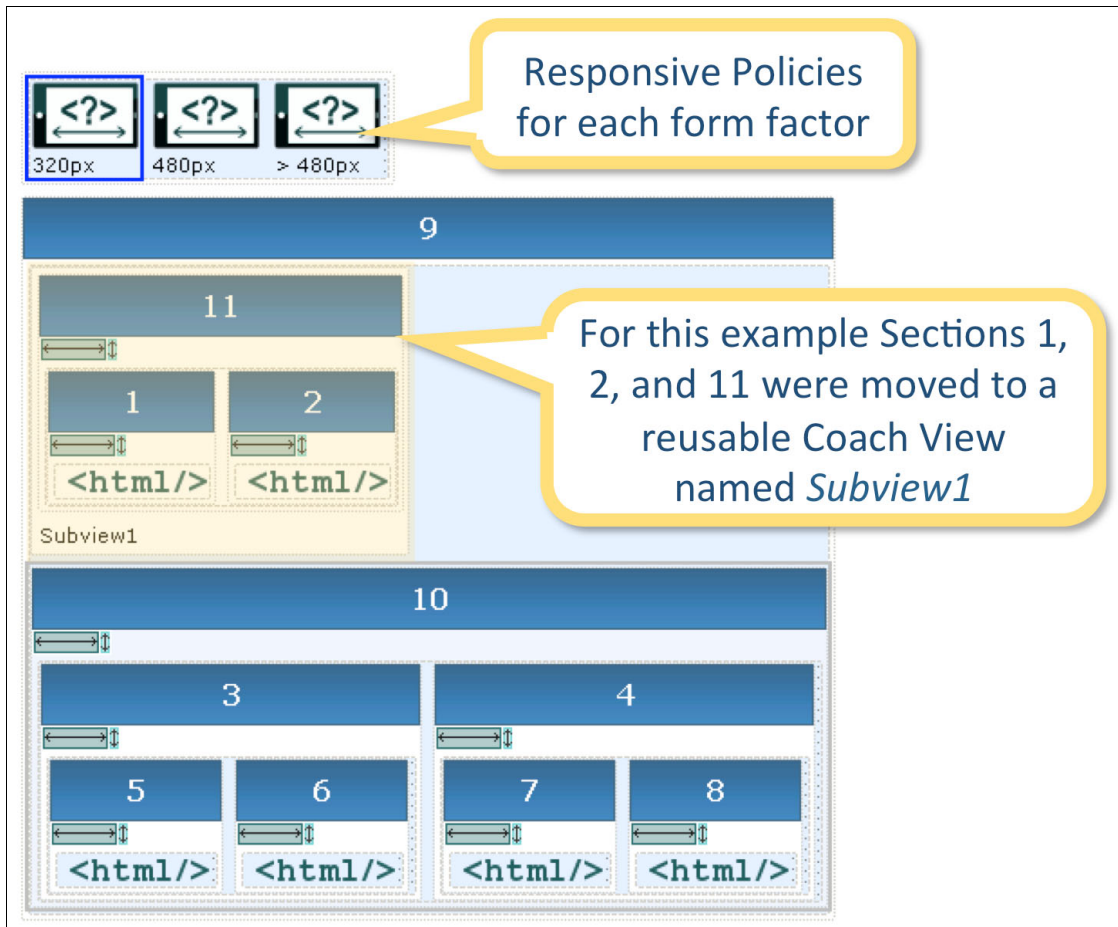 Responsive Policies
for each form factor
<?> <?> <?>
320px 480px > 480px
9
11
For this example Sections 1,
2, and 11 were moved to a
reusable Coach View
named Subview1
1 2
<html/> <html/>
Subview1
10
3 4
5 6 7 8
<html/> <html/> <html/> <html/>